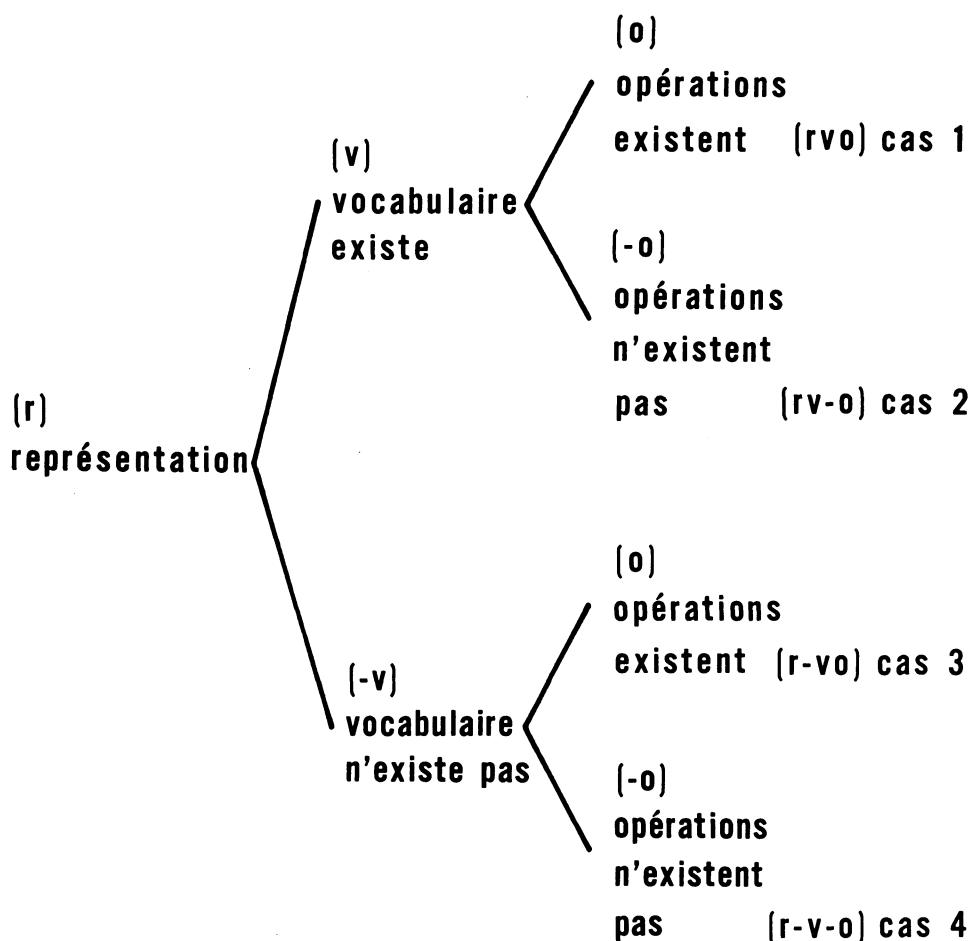 (o)
opérations
existent (rvo) cas 1
(v)
vocabulaire
existe
(-o)
opérations
n'existent
pas (rv-o) cas 2
(r)
représentation
(o)
opérations
existent (r-vo) cas 3
(-v)
vocabulaire
n'existe pas
(-o)
opérations
n'existent
pas (r-v-o) cas 4